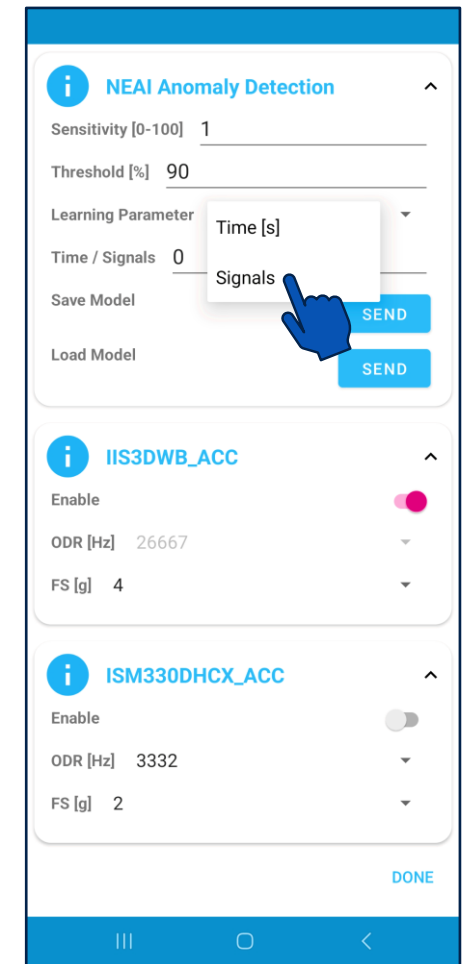 NEAI Anomaly Detection
Sensitivity [0-100] 1
Threshold [%] 90
Learning Parameter
Time [s]
Time / Signals 0
Signals
Save Model
SEND
Load Model
SEND
IIS3DWB_ACC
Enable
ODR [Hz] 26667
FS [g] 4
ISM330DHCX_ACC
Enable
ODR [Hz] 3332
FS [g] 2
DONE